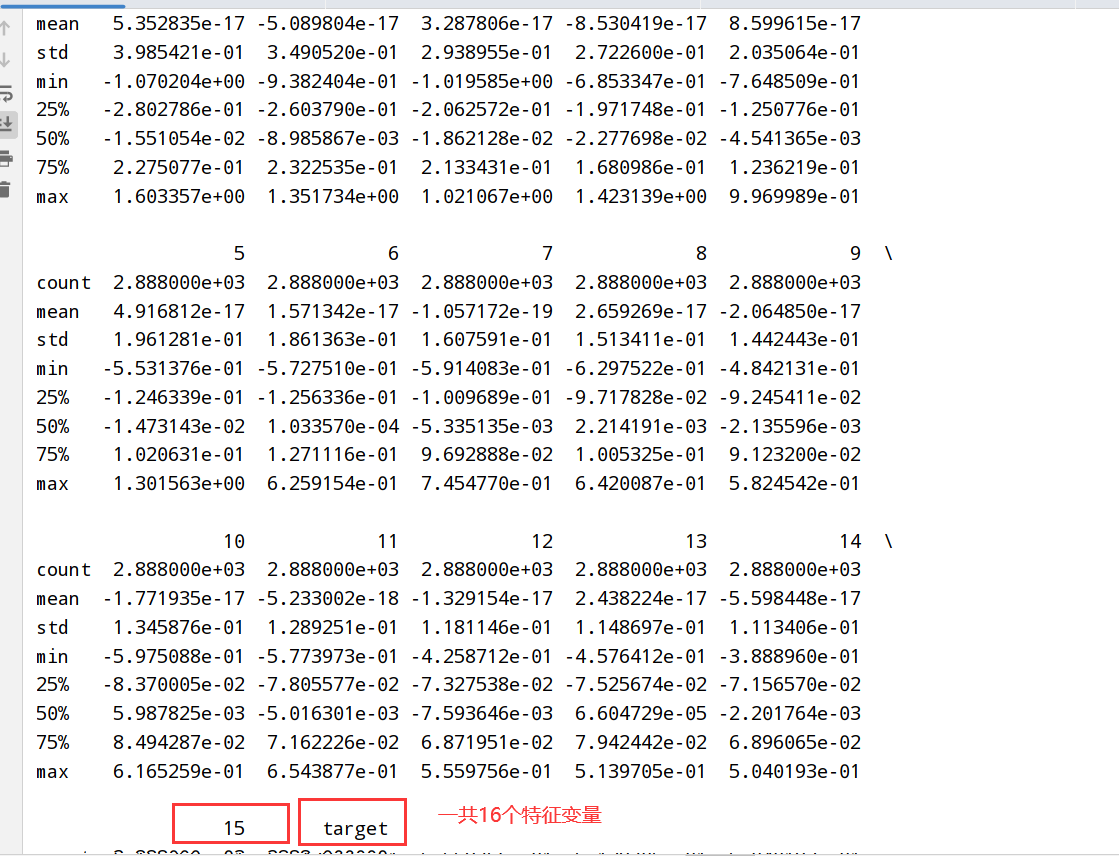 mean 5.352835e-17 -5.089804e-17 3.287806e-17 -8.530419e-17 8.599615e-17
std 3.985421e-01 3.490520e-01 2.938955e-01 2.722600e-01 2.035064e-01
min -1.070204e+00 -9.382404e-01 -1.019585e+00 -6.853347e-01 -7.648509e-01
25% -2.802786e-01 -2.603790e-01 -2.062572e-01 -1.971748e-01 -1.250776e-01
50% -1.551054e-02 -8.985867e-03 -1.862128e-02 -2.277698e-02 -4.541365e-03
75% 2.275077e-01 2.322535e-01 2.133431e-01 1.680986e-01 1.236219e-01
max 1.603357e+00 1.351734e+00 1.021067e+00 1.423139e+00 9.969989e-01
5 6 7 8 9 \
count 2.888000e+03 2.888000e+03 2.888000e+03 2.888000e+03 2.888000e+03
mean 4.916812e-17 1.571342e-17 -1.057172e-19 2.659269e-17 -2.064850e-17
std 1.961281e-01 1.861363e-01 1.607591e-01 1.513411e-01 1.442443e-01
min -5.531376e-01 -5.727510e-01 -5.914083e-01 -6.297522e-01 -4.842131e-01
25% -1.246339e-01 -1.256336e-01 -1.009689e-01 -9.717828e-02 -9.245411e-02
50% -1.473143e-02 1.033570e-04 -5.335135e-03 2.214191e-03 -2.135596e-03
75% 1.020631e-01 1.271116e-01 9.692888e-02 1.005325e-01 9.123200e-02
max 1.301563e+00 6.259154e-01 7.454770e-01 6.420087e-01 5.824542e-01
10 11 12 13 14 \
count 2.888000e+03 2.888000e+03 2.888000e+03 2.888000e+03 2.888000e+03
mean -1.771935e-17 -5.233002e-18 -1.329154e-17 2.438224e-17 -5.598448e-17
std 1.345876e-01 1.289251e-01 1.181146e-01 1.148697e-01 1.113406e-01
min -5.975088e-01 -5.773973e-01 -4.258712e-01 -4.576412e-01 -3.888960e-01
25% -8.370005e-02 -7.805577e-02 -7.327538e-02 -7.525674e-02 -7.156570e-02
50% 5.987825e-03 -5.016301e-03 -7.593646e-03 6.604729e-05 -2.201764e-03
75% 8.494287e-02 7.162226e-02 6.871951e-02 7.942442e-02 6.896065e-02
max 6.165259e-01 6.543877e-01 5.559756e-01 5.139705e-01 5.040193e-01
15 target 一共16个特征变量